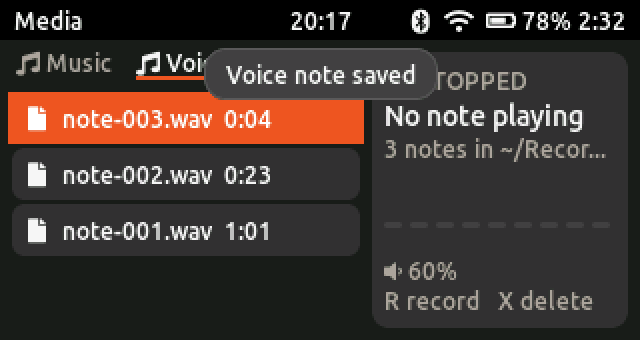 Media 20:17 78% 2:32
Music
Voice note saved
note-003.wav 0:04
note-002.wav 0:23
note-001.wav 1:01
No note playing
3 notes in ~/Recor...
60%
R record X delete